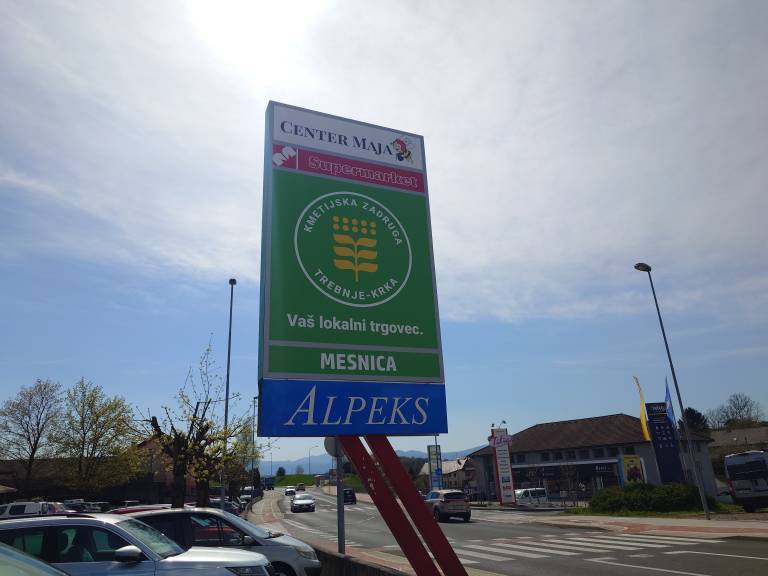 CENTER MAJA
Supermarket
KMETIJSKA ZADRUGA
TREBNJE-KRKA
Vaš lokalni trgovec.
MESNICA
ALPEKS